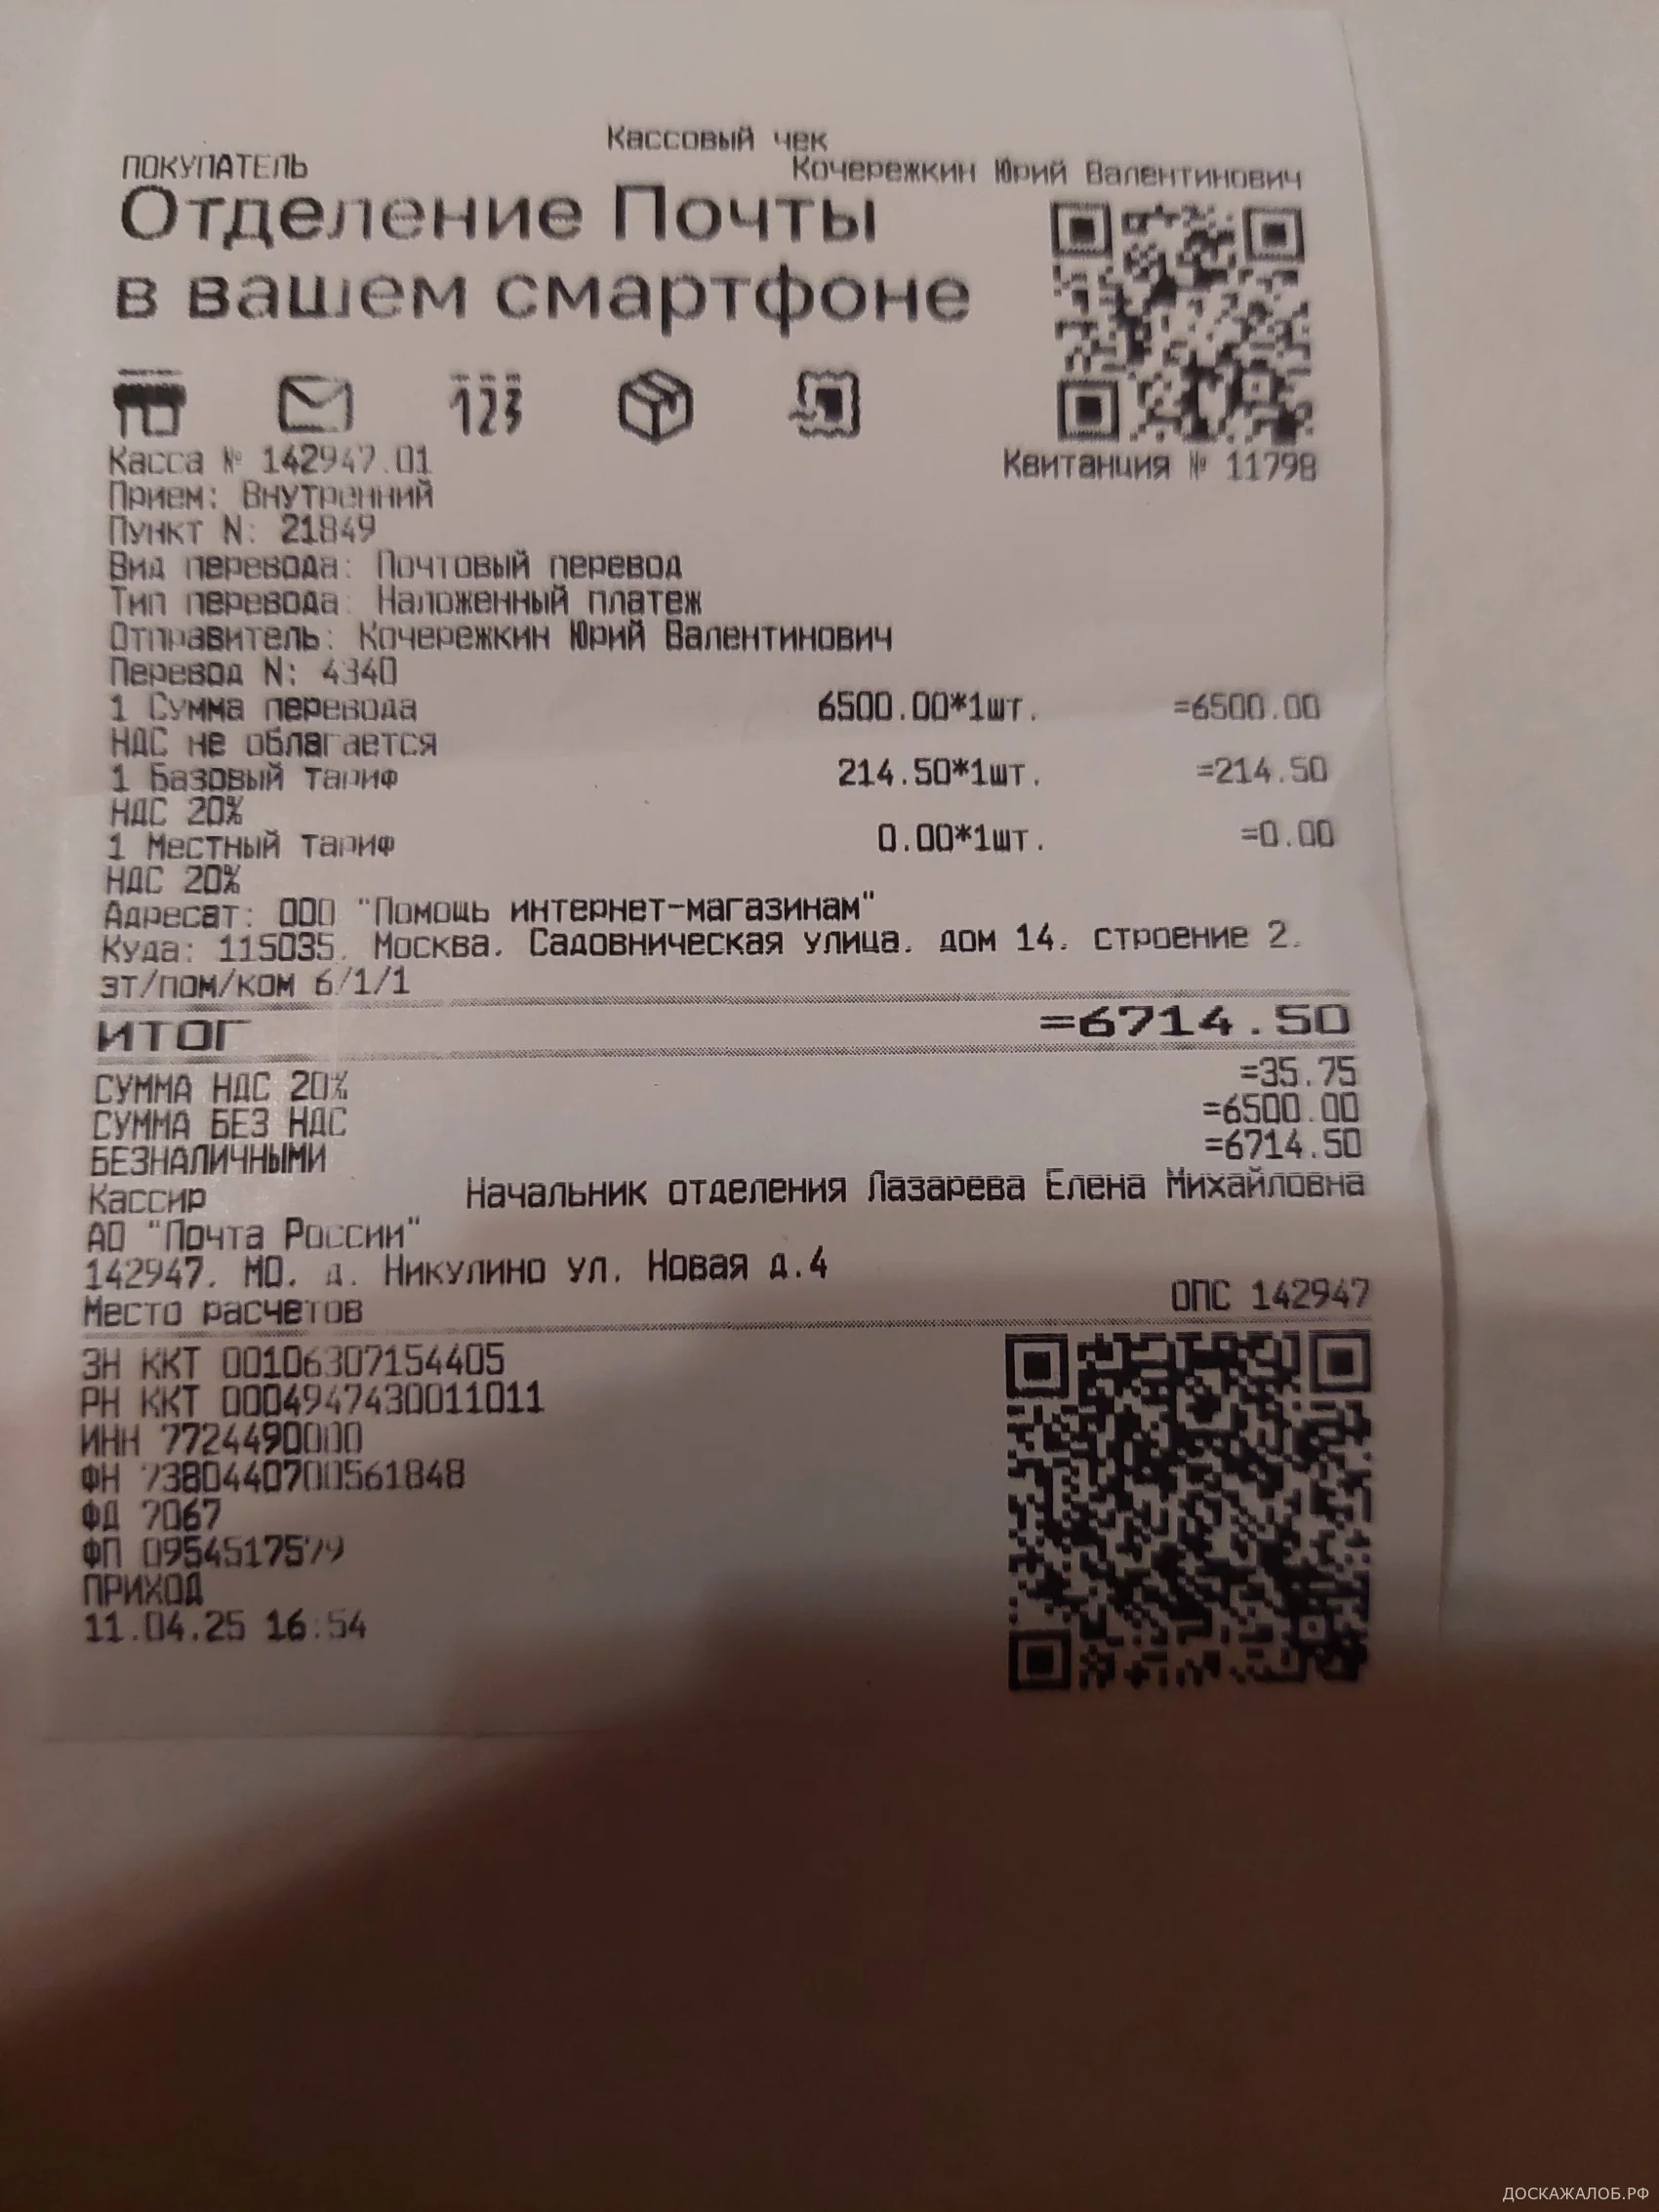 Кассовый чек
ПОКУПАТЕЛЬ Кочережкин Юрий Валентинович
Отделение Почты
в вашем смартфоне
123
Касса № 142947.01 Квитанция № 11798
Прием: Внутренний
Пункт N: 21849
Вид перевода: Почтовый перевод
Тип перевода: Наложенный платеж
Отправитель: Кочережкин Юрий Валентинович
Перевод N: 4340
1 Сумма перевода 6500.00*1шт. =6500.00
НДС не облагается
1 Базовый тариф 214.50*1шт. =214.50
НДС 20%
1 Местный тариф 0.00*1шт. =0.00
НДС 20%
Адресат: ООО "Помощь интернет-магазинам"
Куда: 115035, Москва, Садовническая улица, дом 14, строение 2,
эт/пом/ком 6/1/1
ИТОГ =6714.50
СУММА НДС 20% =35.75
СУММА БЕЗ НДС =6500.00
БЕЗНАЛИЧНЫМИ =6714.50
Кассир Начальник отделения Лазарева Елена Михайловна
АО "Почта России"
142947, МО, д. Никулино ул. Новая д.4
Место расчетов ОПС 142947
ЗН ККТ 00106307154405
РН ККТ 0004947430011011
ИНН 7724490000
ФН 7380440700561848
ФД 7067
ФП 0954517579
ПРИХОД
11.04.25 16:54
ДОСКАЖАЛОБ.РФ